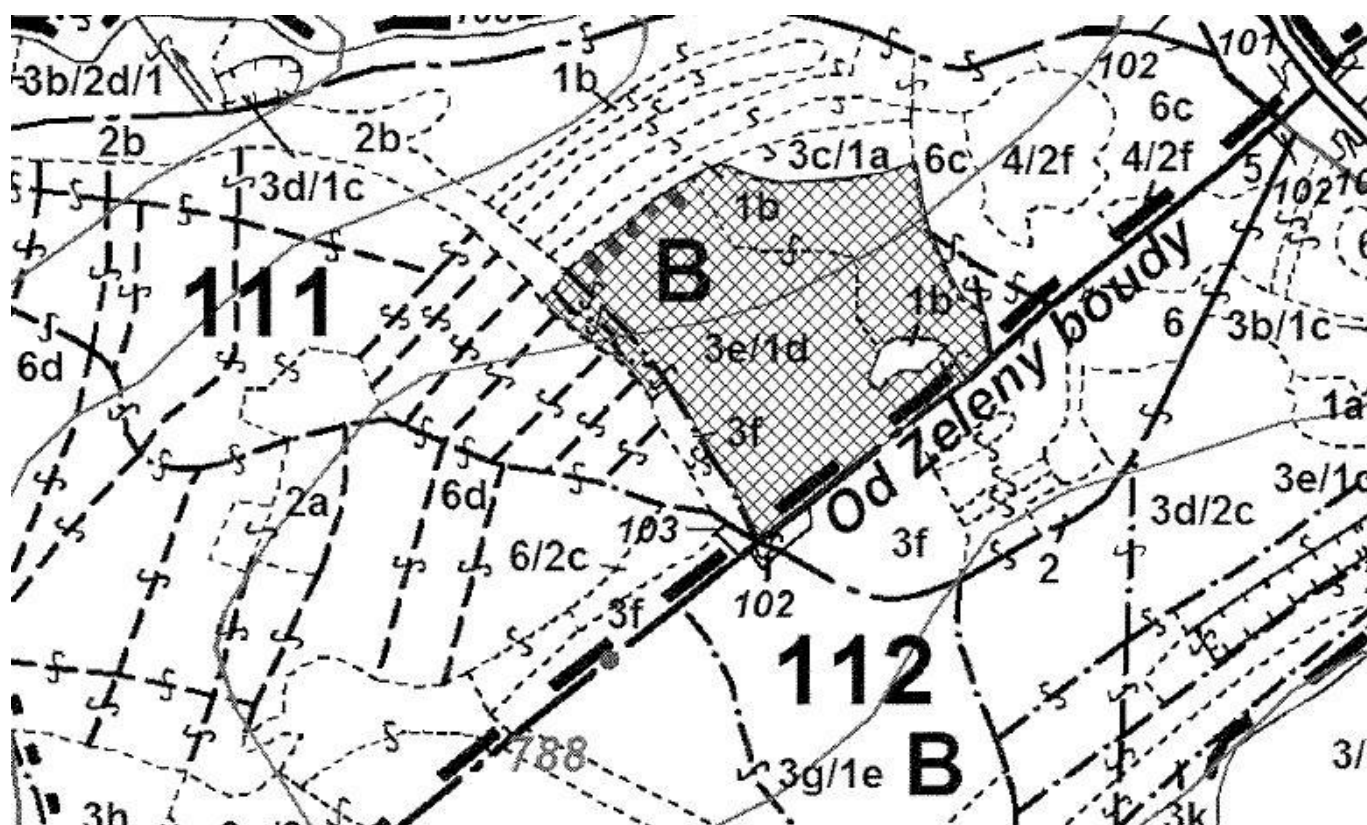 101
102
3b/2d/1
1b
6c
2b
2b
3c/1a
6c
4/2f
4/2f
5
3d/1c
102
1b
B
111
1b
6
3b/1c
6d
3e/1d
Od Zeleny boudy
1a
3f
2a
6d
3d/2c
103
6/2c
3f
2
3f
102
112
788
3g/1e
B
3k
3h